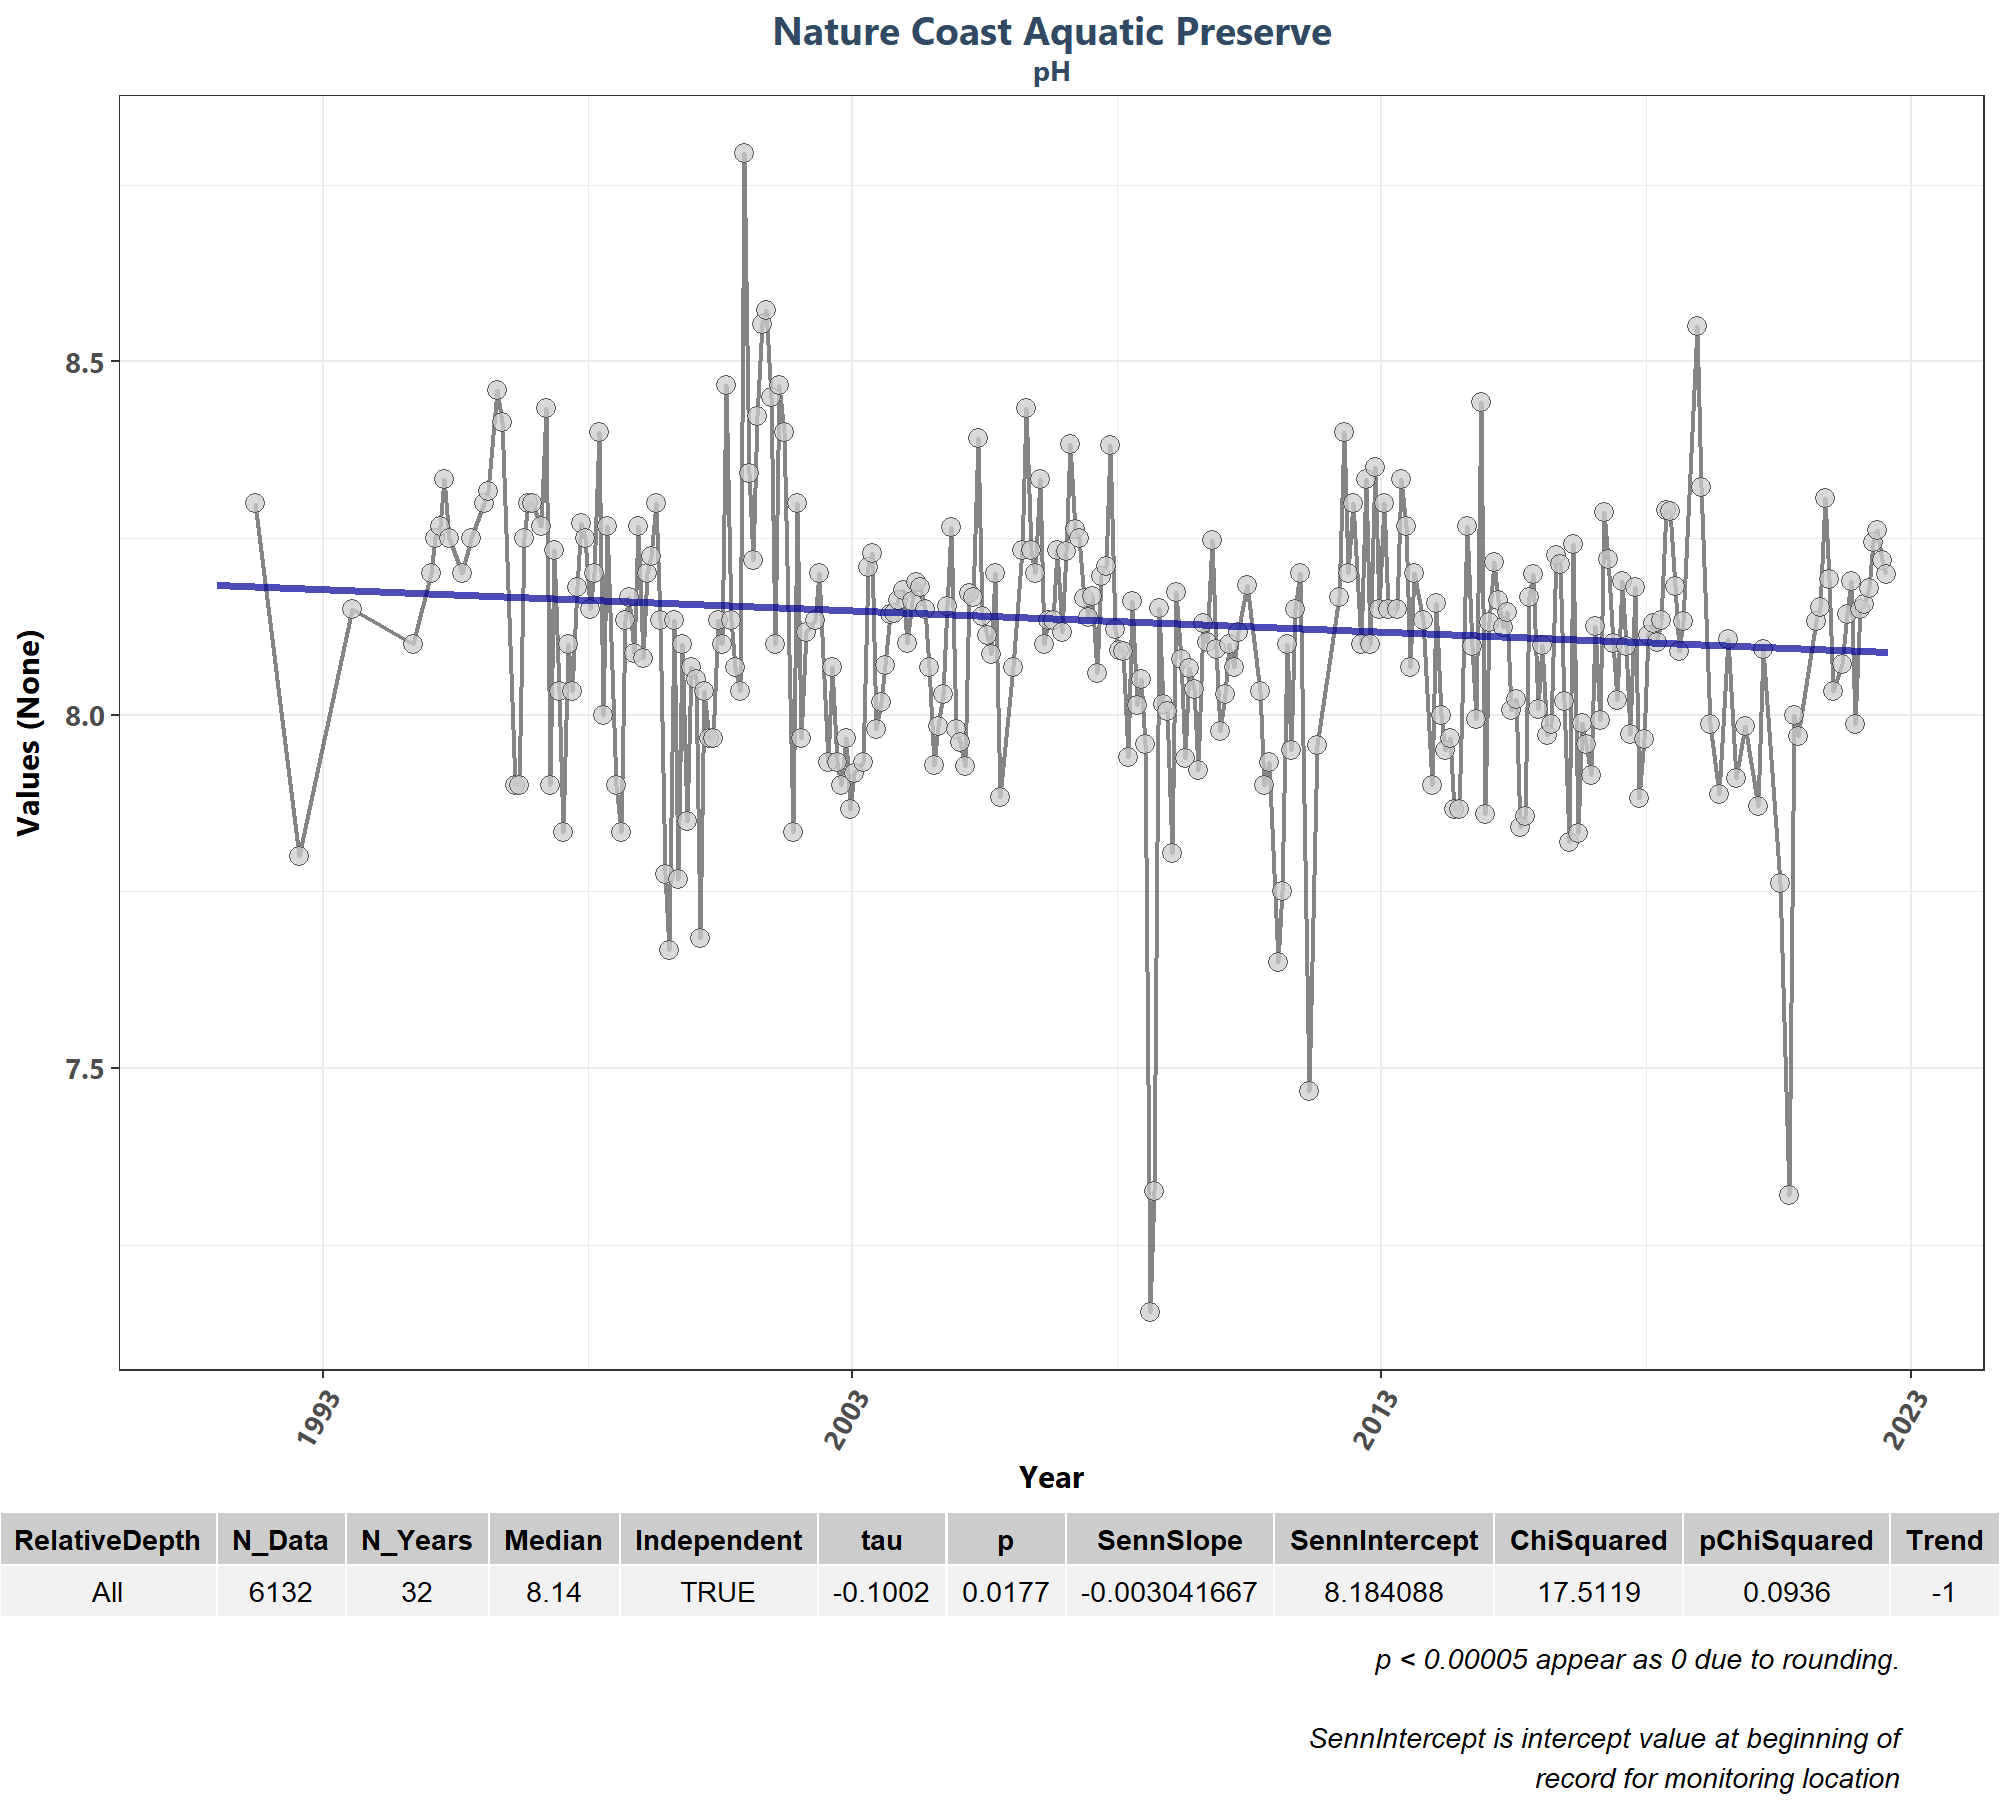 Nature Coast Aquatic Preserve
pH
Values (None)
8.5
8.0
7.5
1993
2003
2013
2023
Year
RelativeDepth N_Data N_Years Median Independent tau p SennSlope SennIntercept ChiSquared pChiSquared Trend
All 6132 32 8.14 TRUE -0.1002 0.0177 -0.003041667 8.184088 17.5119 0.0936 -1
p < 0.00005 appear as 0 due to rounding.
SennIntercept is intercept value at beginning of
record for monitoring location